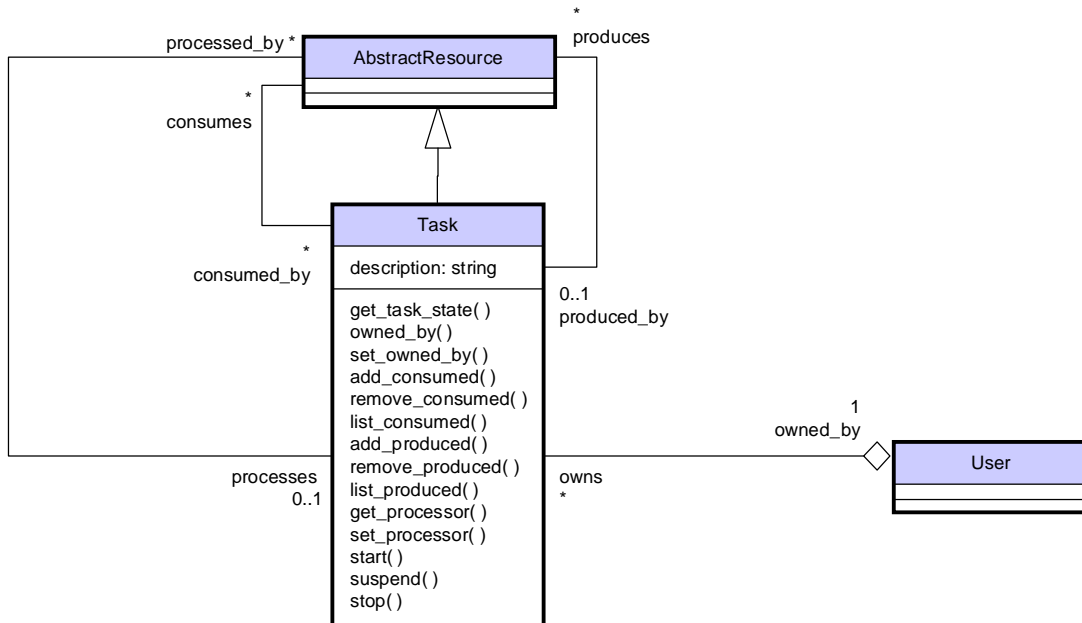 *
produces
processed_by *
AbstractResource
*
consumes
Task
*
consumed_by
description: string
0..1
produced_by
get_task_state( )
owned_by( )
set_owned_by( )
add_consumed( )
remove_consumed( )
list_consumed( )
add_produced( )
remove_produced( )
list_produced( )
get_processor( )
set_processor( )
start( )
suspend( )
stop( )
processes
0..1
owns
*
1
owned_by
User